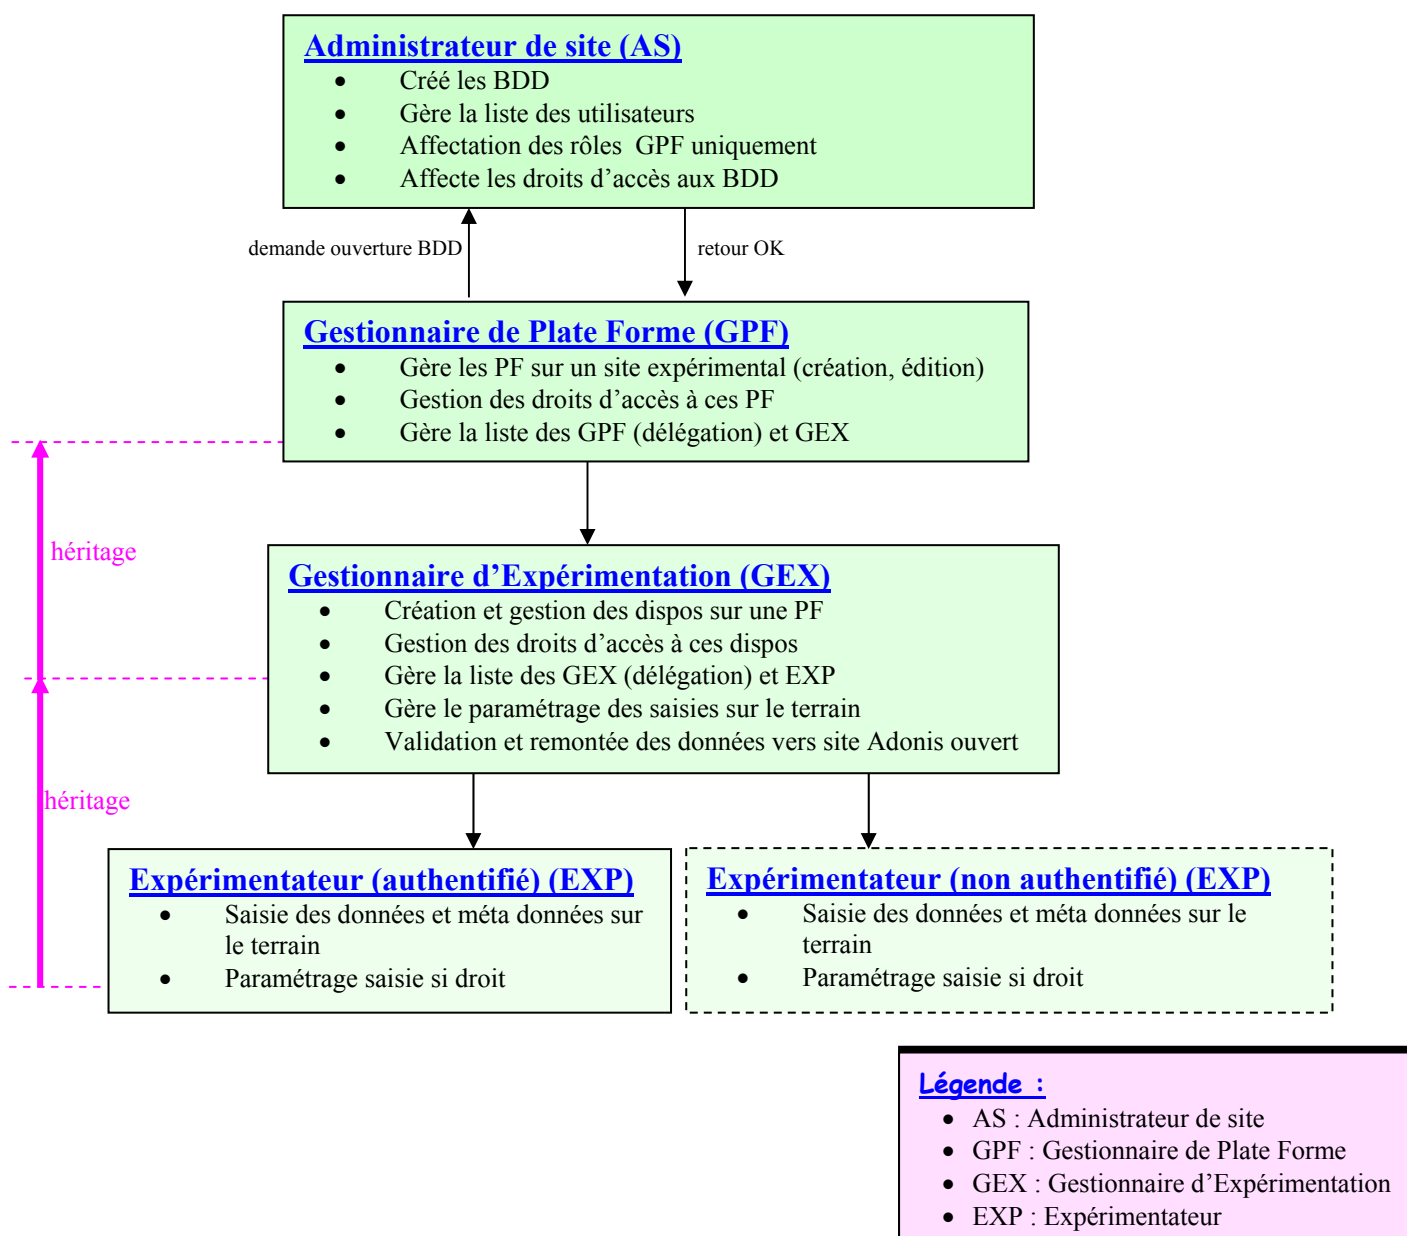 Administrateur de site (AS)
• Créé les BDD
• Gère la liste des utilisateurs
• Affectation des rôles GPF uniquement
• Affecte les droits d’accès aux BDD
demande ouverture BDD
retour OK
Gestionnaire de Plate Forme (GPF)
• Gère les PF sur un site expérimental (création, édition)
• Gestion des droits d’accès à ces PF
• Gère la liste des GPF (délégation) et GEX
héritage
Gestionnaire d’Expérimentation (GEX)
• Création et gestion des dispos sur une PF
• Gestion des droits d’accès à ces dispos
• Gère la liste des GEX (délégation) et EXP
• Gère le paramétrage des saisies sur le terrain
• Validation et remontée des données vers site Adonis ouvert
héritage
Expérimentateur (authentifié) (EXP)
• Saisie des données et méta données sur
le terrain
• Paramétrage saisie si droit
Expérimentateur (non authentifié) (EXP)
• Saisie des données et méta données sur le
terrain
• Paramétrage saisie si droit
Légende :
• AS : Administrateur de site
• GPF : Gestionnaire de Plate Forme
• GEX : Gestionnaire d’Expérimentation
• EXP : Expérimentateur